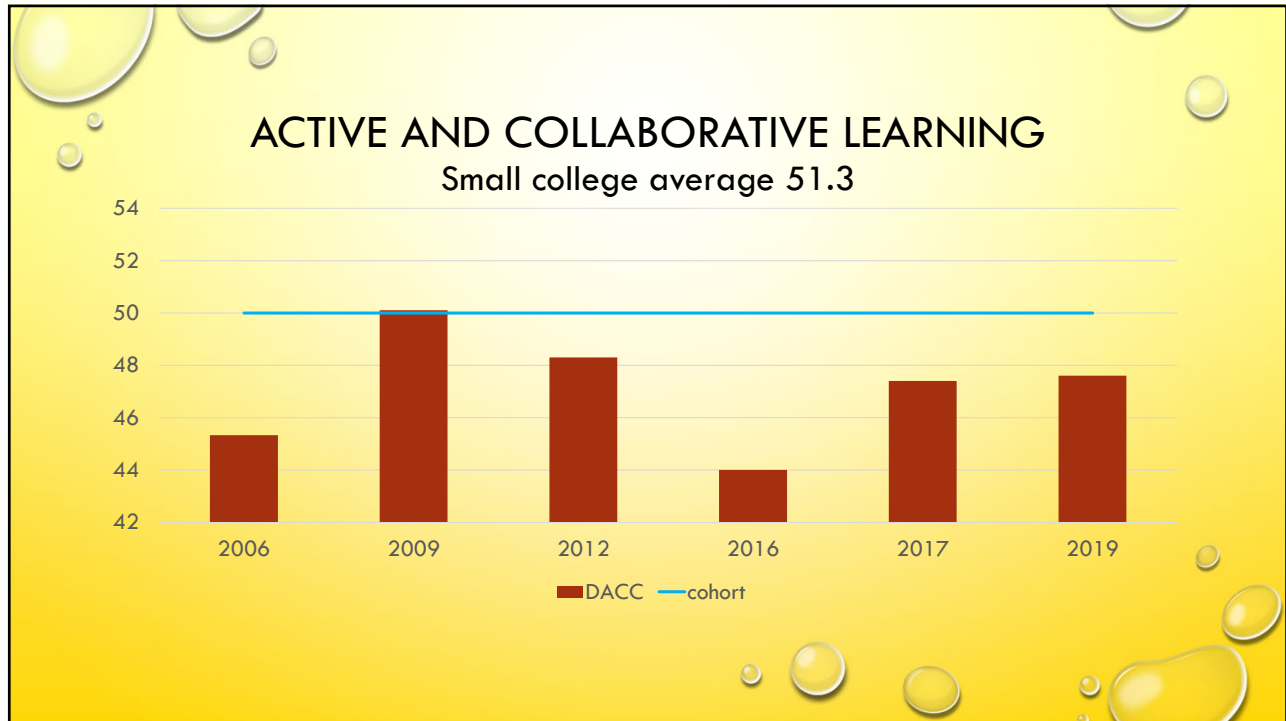 ACTIVE AND COLLABORATIVE LEARNING
Small college average 51.3
54
52
50
48
46
44
42
2006 2009 2012 2016 2017 2019
DACC cohort